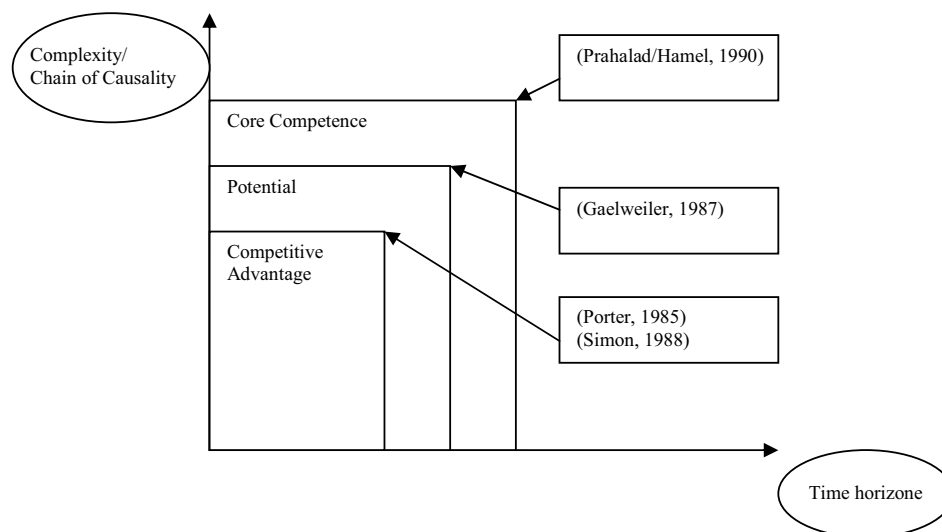 Complexity/
Chain of Causality
(Prahalad/Hamel, 1990)
Core Competence
Potential
(Gaelweiler, 1987)
Competitive
Advantage
(Porter, 1985)
(Simon, 1988)
Time horizone